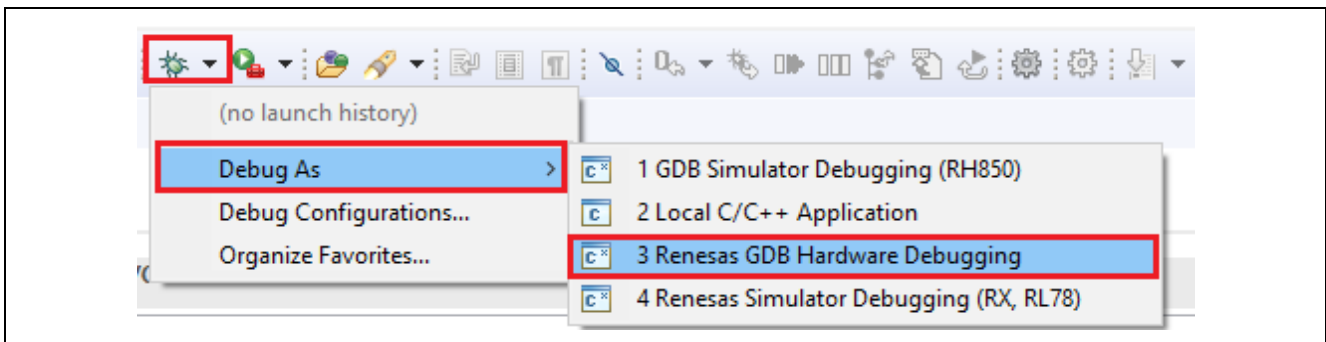 (no launch history)
Debug As
1 GDB Simulator Debugging (RH850)
Debug Configurations...
2 Local C/C++ Application
Organize Favorites...
3 Renesas GDB Hardware Debugging
4 Renesas Simulator Debugging (RX, RL78)